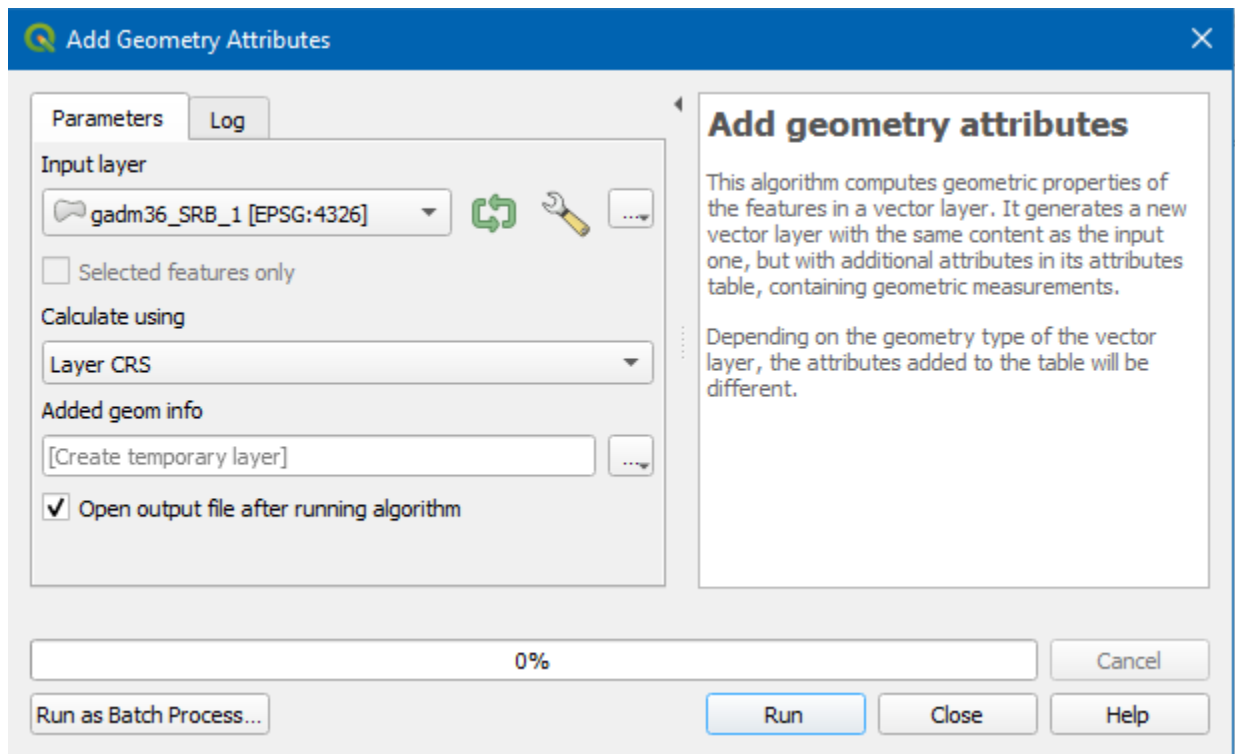 Add Geometry Attributes
Parameters
Log
Input layer
gadm36_SRB_1 [EPSG:4326]
...
Selected features only
Calculate using
Layer CRS
Added geom info
[Create temporary layer]
...
Open output file after running algorithm
Add geometry attributes
This algorithm computes geometric properties of
the features in a vector layer. It generates a new
vector layer with the same content as the input
one, but with additional attributes in its attributes
table, containing geometric measurements.
Depending on the geometry type of the vector
layer, the attributes added to the table will be
different.
0%
Cancel
Run as Batch Process...
Run
Close
Help